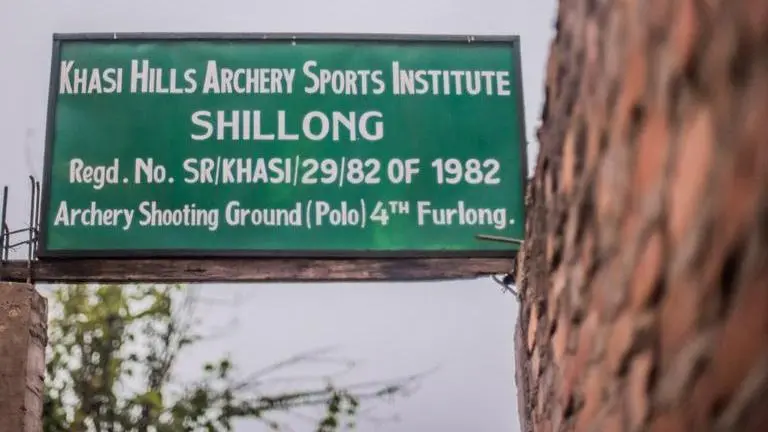 Khasi Hills Archery Sports Institute
SHILLONG
Regd. No. SR/KHASI/29/82 OF 1982
Archery Shooting Ground (Polo) 4TH Furlong.